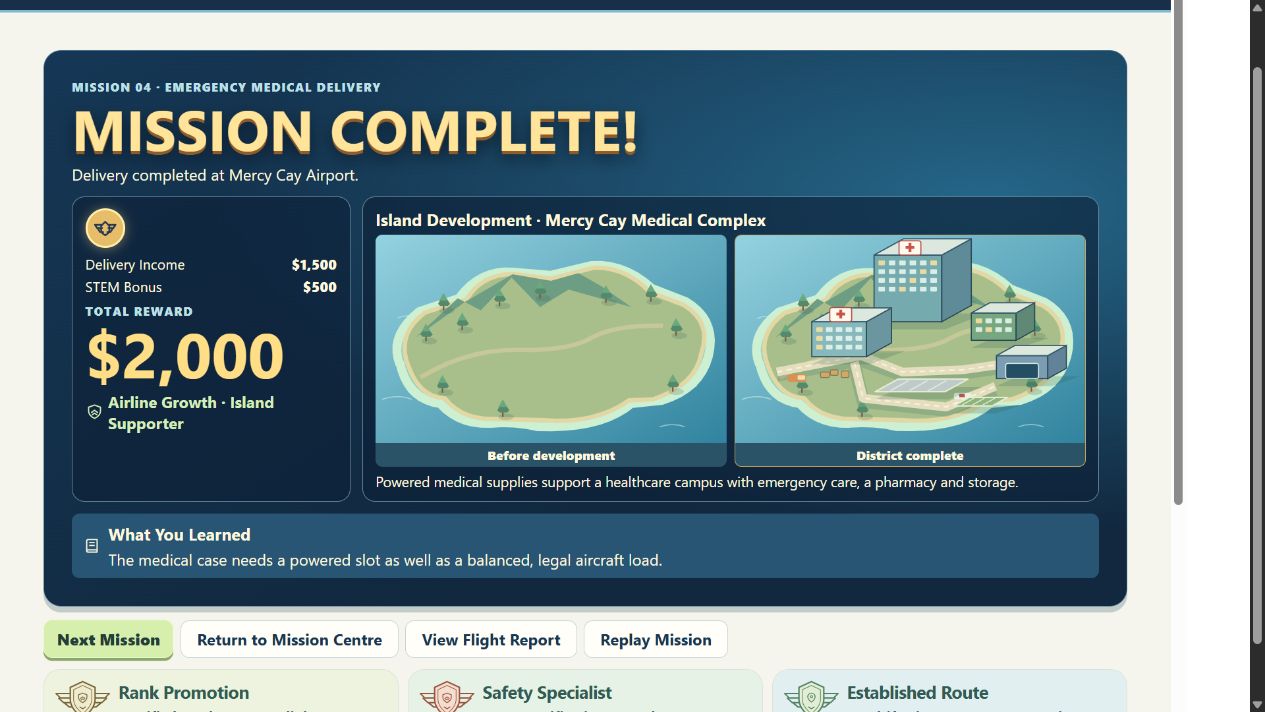 MISSION 04 · EMERGENCY MEDICAL DELIVERY
MISSION COMPLETE!
Delivery completed at Mercy Cay Airport.
Delivery Income $1,500
STEM Bonus $500
TOTAL REWARD
$2,000
Airline Growth · Island
Supporter
Island Development · Mercy Cay Medical Complex
Before development
District complete
Powered medical supplies support a healthcare campus with emergency care, a pharmacy and storage.
What You Learned
The medical case needs a powered slot as well as a balanced, legal aircraft load.
Next Mission
Return to Mission Centre
View Flight Report
Replay Mission
Rank Promotion
Safety Specialist
Established Route